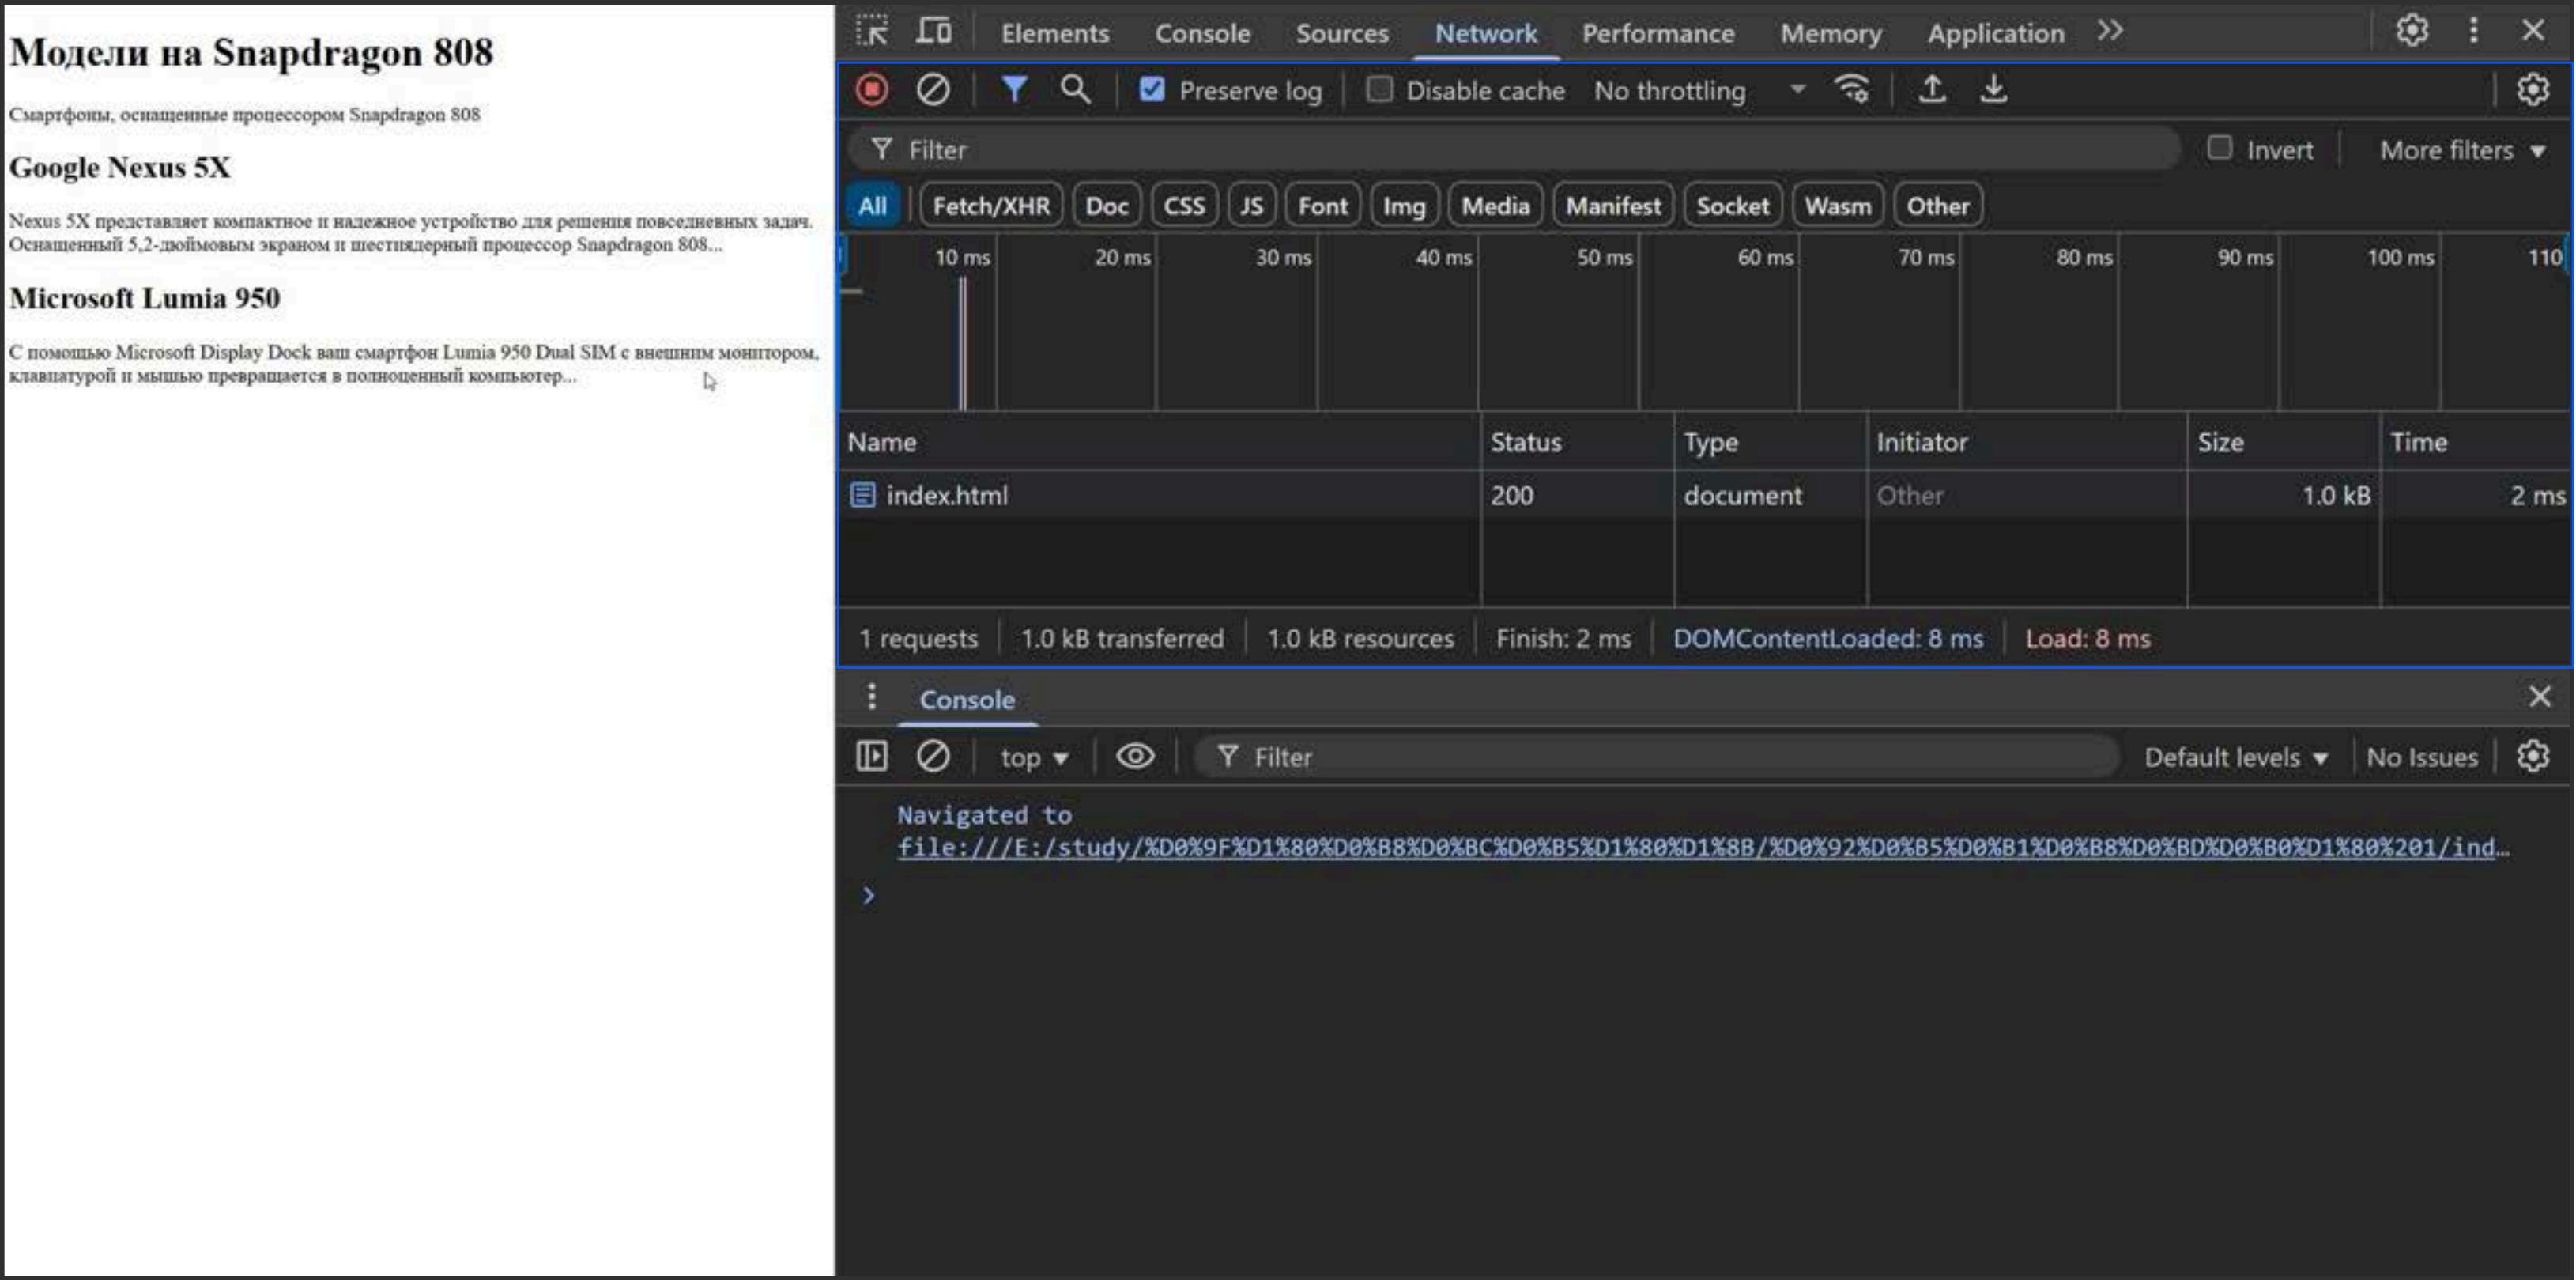 Модели на Snapdragon 808
Смартфоны, оснащенные процессором Snapdragon 808
Google Nexus 5X
Nexus 5X представляет компактное и надежное устройство для решения повседневных задач.
Оснащенный 5,2-дюймовым экраном и шестиядерный процессор Snapdragon 808...
Microsoft Lumia 950
С помощью Microsoft Display Dock ваш смартфон Lumia 950 Dual SIM с внешним монитором,
клавиатурой и мышью превращается в полноценный компьютер...
Elements Console Sources Network Performance Memory Application
Preserve log Disable cache No throttling
Filter Invert More filters
All Fetch/XHR Doc CSS JS Font Img Media Manifest Socket Wasm Other
10 ms 20 ms 30 ms 40 ms 50 ms 60 ms 70 ms 80 ms 90 ms 100 ms 110
Name Status Type Initiator Size Time
index.html 200 document Other 1.0 kB 2 ms
1 requests 1.0 kB transferred 1.0 kB resources Finish: 2 ms DOMContentLoaded: 8 ms Load: 8 ms
Console
top Filter Default levels No Issues
Navigated to
file:///E:/study/%D0%9F%D1%80%D0%B8%D0%BC%D0%B5%D1%80%D1%8B/%D0%92%D0%B5%D0%B1%D0%B8%D0%BD%D0%B0%D1%80%201/ind…